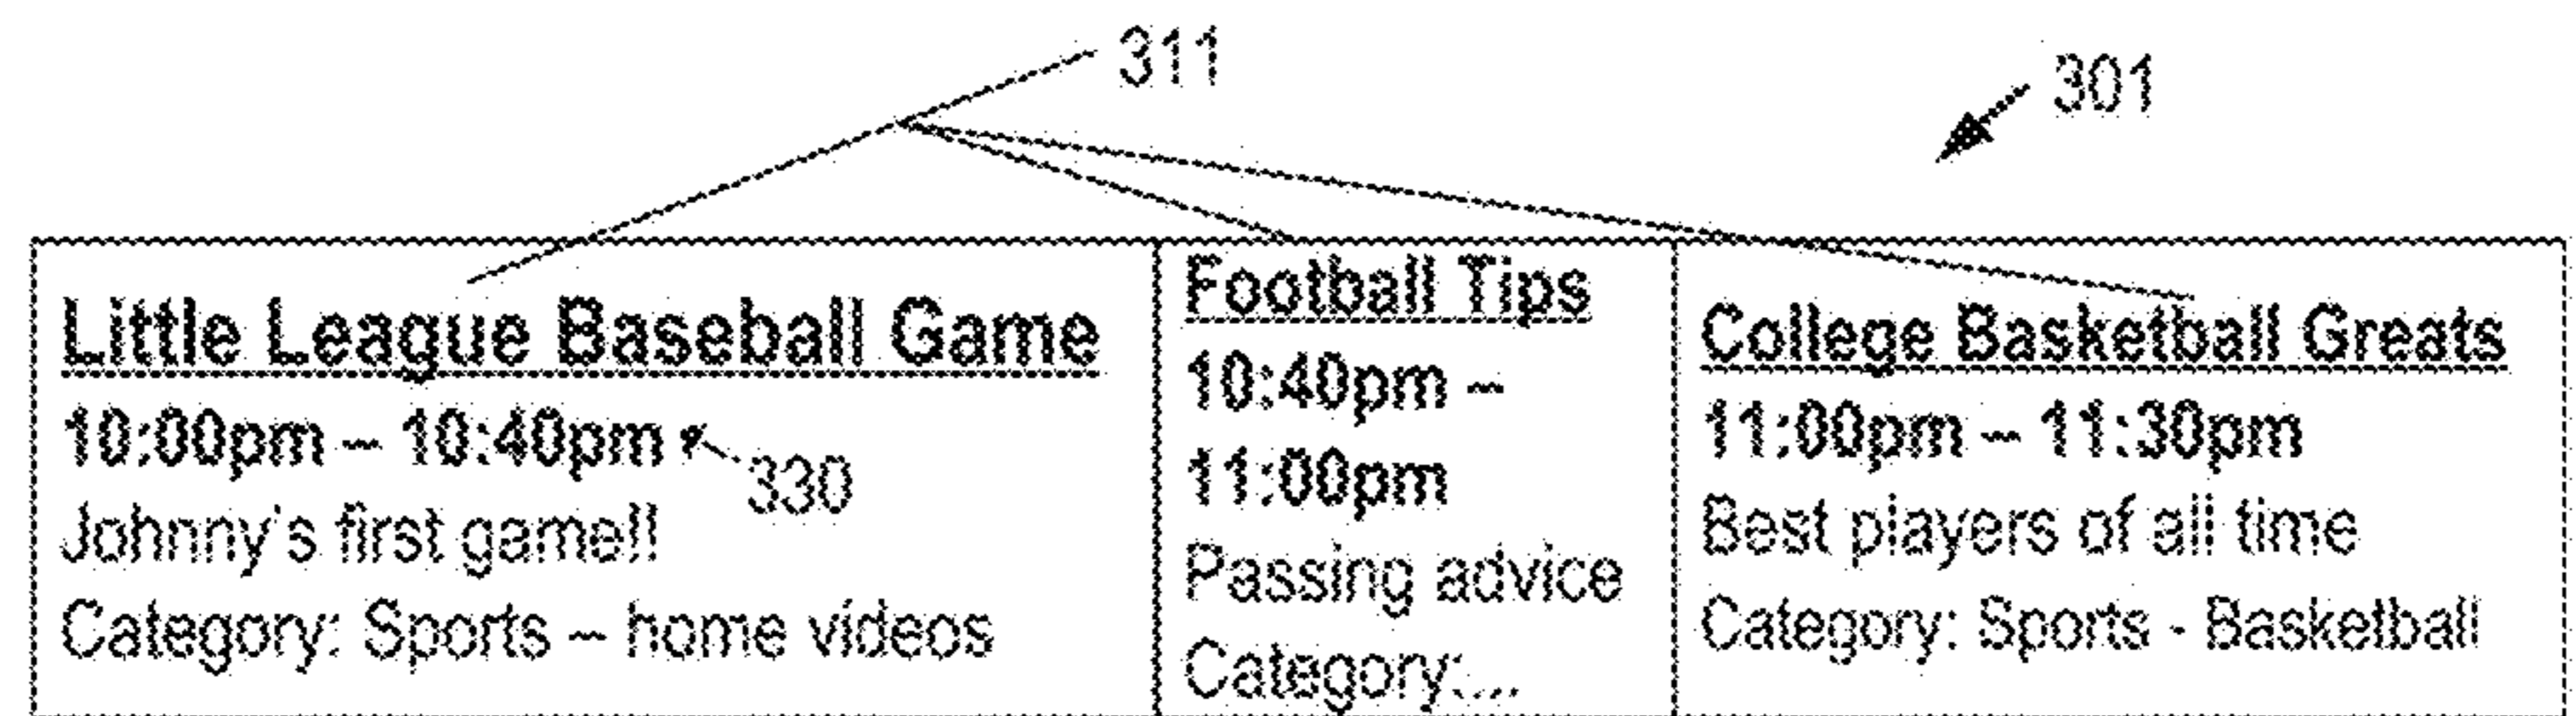 311
301
Little League Baseball Game
10:00pm – 10:40pm
330
Johnny's first game!!
Category: Sports – home videos
Football Tips
10:40pm –
11:00pm
Passing advice
Category:...
College Basketball Greats
11:00pm – 11:30pm
Best players of all time
Category: Sports - Basketball